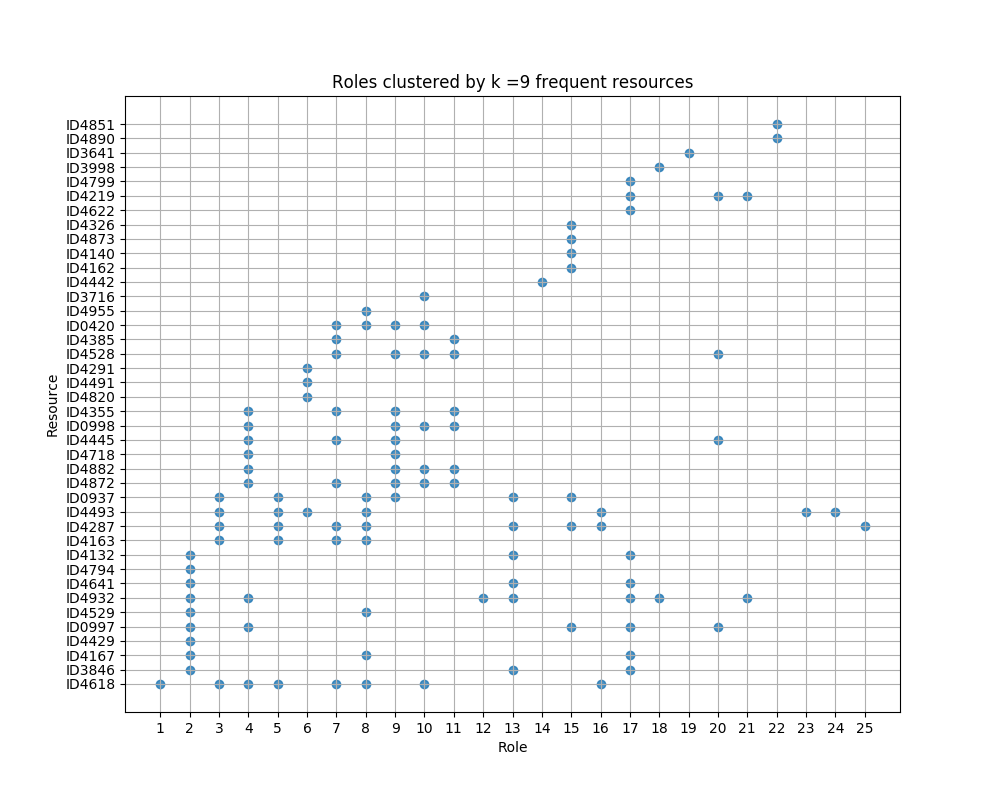 Roles clustered by k =9 frequent resources
ID4851
ID4890
ID3641
ID3998
ID4799
ID4219
ID4622
ID4326
ID4873
ID4140
ID4162
ID4442
ID3716
ID4955
ID0420
ID4385
ID4528
ID4291
ID4491
ID4820
ID4355
ID0998
ID4445
ID4718
ID4882
ID4872
ID0937
ID4493
ID4287
ID4163
ID4132
ID4794
ID4641
ID4932
ID4529
ID0997
ID4429
ID4167
ID3846
ID4618
Resource
1 2 3 4 5 6 7 8 9 10 11 12 13 14 15 16 17 18 19 20 21 22 23 24 25
Role